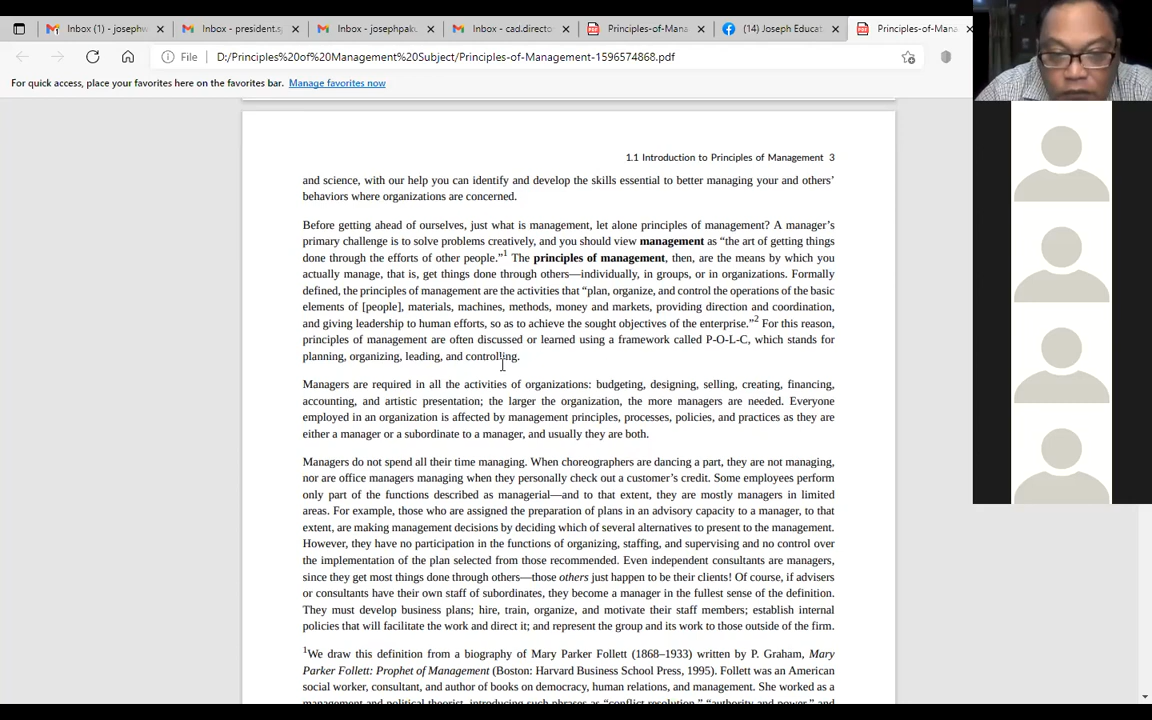 Inbox (1) - josephw
Inbox - president.s
Inbox - josephpak
Inbox - cad.directo
Principles-of-Mana
(14) Joseph Educat
Principles-of-Mana
File
D:/Principles%20of%20Management%20Subject/Principles-of-Management-1596574868.pdf
For quick access, place your favorites here on the favorites bar. Manage favorites now
1.1 Introduction to Principles of Management 3
and science, with our help you can identify and develop the skills essential to better managing your and others'
behaviors where organizations are concerned.
Before getting ahead of ourselves, just what is management, let alone principles of management? A manager's
primary challenge is to solve problems creatively, and you should view management as “the art of getting things
done through the efforts of other people.”1 The principles of management, then, are the means by which you
actually manage, that is, get things done through others—individually, in groups, or in organizations. Formally
defined, the principles of management are the activities that “plan, organize, and control the operations of the basic
elements of [people], materials, machines, methods, money and markets, providing direction and coordination,
and giving leadership to human efforts, so as to achieve the sought objectives of the enterprise.”2 For this reason,
principles of management are often discussed or learned using a framework called P-O-L-C, which stands for
planning, organizing, leading, and controlling.
Managers are required in all the activities of organizations: budgeting, designing, selling, creating, financing,
accounting, and artistic presentation; the larger the organization, the more managers are needed. Everyone
employed in an organization is affected by management principles, processes, policies, and practices as they are
either a manager or a subordinate to a manager, and usually they are both.
Managers do not spend all their time managing. When choreographers are dancing a part, they are not managing,
nor are office managers managing when they personally check out a customer's credit. Some employees perform
only part of the functions described as managerial—and to that extent, they are mostly managers in limited
areas. For example, those who are assigned the preparation of plans in an advisory capacity to a manager, to that
extent, are making management decisions by deciding which of several alternatives to present to the management.
However, they have no participation in the functions of organizing, staffing, and supervising and no control over
the implementation of the plan selected from those recommended. Even independent consultants are managers,
since they get most things done through others—those others just happen to be their clients! Of course, if advisers
or consultants have their own staff of subordinates, they become a manager in the fullest sense of the definition.
They must develop business plans; hire, train, organize, and motivate their staff members; establish internal
policies that will facilitate the work and direct it; and represent the group and its work to those outside of the firm.
1We draw this definition from a biography of Mary Parker Follett (1868–1933) written by P. Graham, Mary
Parker Follett: Prophet of Management (Boston: Harvard Business School Press, 1995). Follett was an American
social worker, consultant, and author of books on democracy, human relations, and management. She worked as a
management and political theorist, introducing such phrases as “conflict resolution,” “authority and power,” and